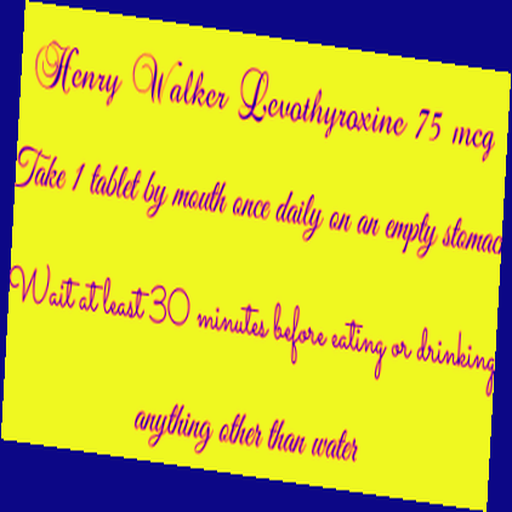 Henry Walker Levothyroxine 75 mcg
Take 1 tablet by mouth once daily on an empty stomac
Wait at least 30 minutes before eating or drinking
anything other than water